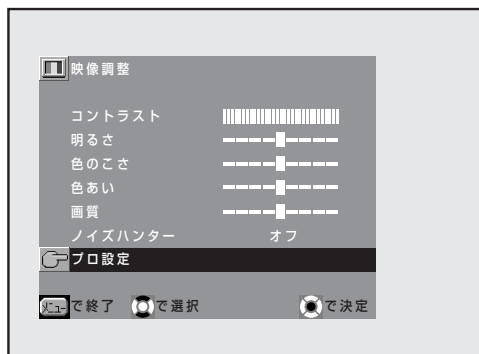 映像調整
コントラスト
明るさ
色のこさ
色あい
画質
ノイズハンター オフ
プロ設定
メニューで終了 で選択 で決定